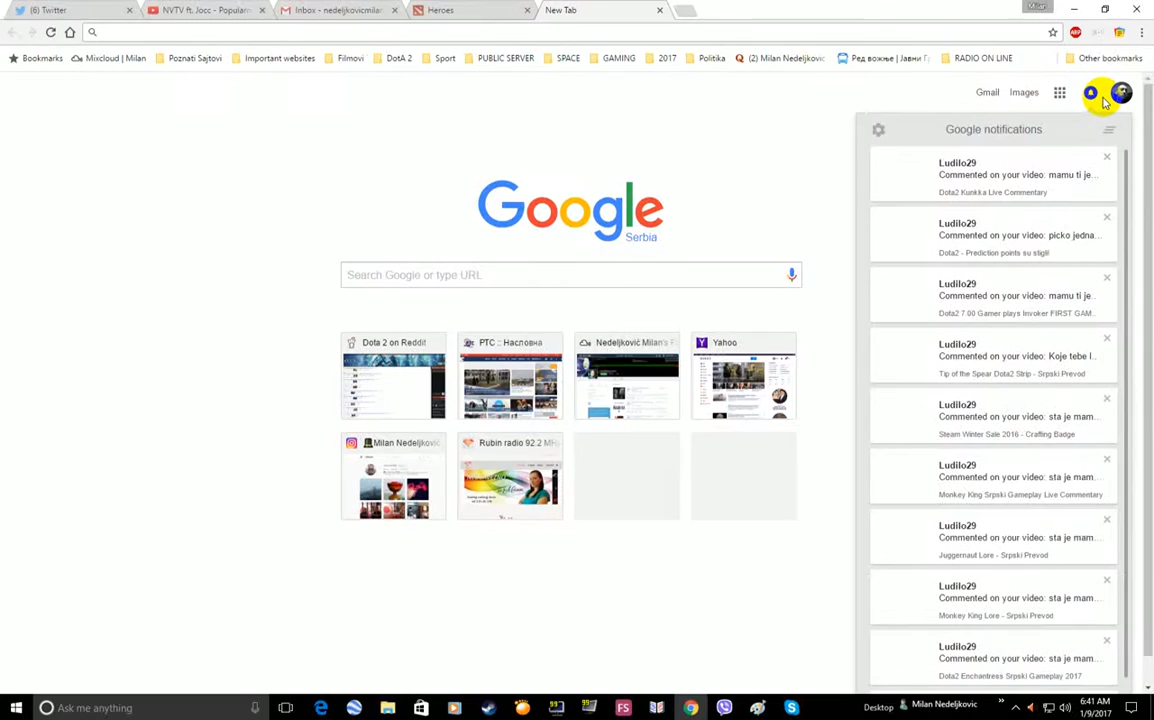 (6) Twitter
NVTV ft. Jocc - Popularn
Inbox - nedeljkovicmilan
Heroes
New Tab
Milan
Bookmarks
Mixcloud | Milan
Poznati Sajtovi
Important websites
Filmovi
DotA 2
Sport
PUBLIC SERVER
SPACE
GAMING
2017
Politika
(2) Milan Nedeljkovic
Ред вожње | Јавни Г
RADIO ON LINE
Other bookmarks
Gmail
Images
Google notifications
Ludilo29
Commented on your video: mamu ti je...
Dota2 Kunkka Live Commentary
Ludilo29
Commented on your video: picko jedna...
Dota2 - Prediction points su stigli!
Ludilo29
Commented on your video: mamu ti je..
Dota2 7.00 Gamer plays Invoker FIRST GAM..
Ludilo29
Commented on your video: Koje tebe l..
Tip of the Spear Dota2 Strip - Srpski Prevod
Ludilo29
Commented on your video: sta je mam...
Steam Winter Sale 2016 - Crafting Badge
Ludilo29
Commented on your video: sta je mam...
Monkey King Srpski Gameplay Live Commentary
Ludilo29
Commented on your video: sta je mam...
Juggernaut Lore - Srpski Prevod
Ludilo29
Commented on your video: sta je mam...
Monkey King Lore - Srpski Prevod
Ludilo29
Commented on your video: sta je mam...
Dota2 Enchantress Srpski Gameplay 2017
Google
Serbia
Search Google or type URL
Dota 2 on Reddit
РТС :: Насловна
Nedeljković Milan's F
Yahoo
Milan Nedeljković
Rubin radio 92.2 MH
Ask me anything
Desktop
Milan Nedeljkovic
6:41 AM
1/9/2017